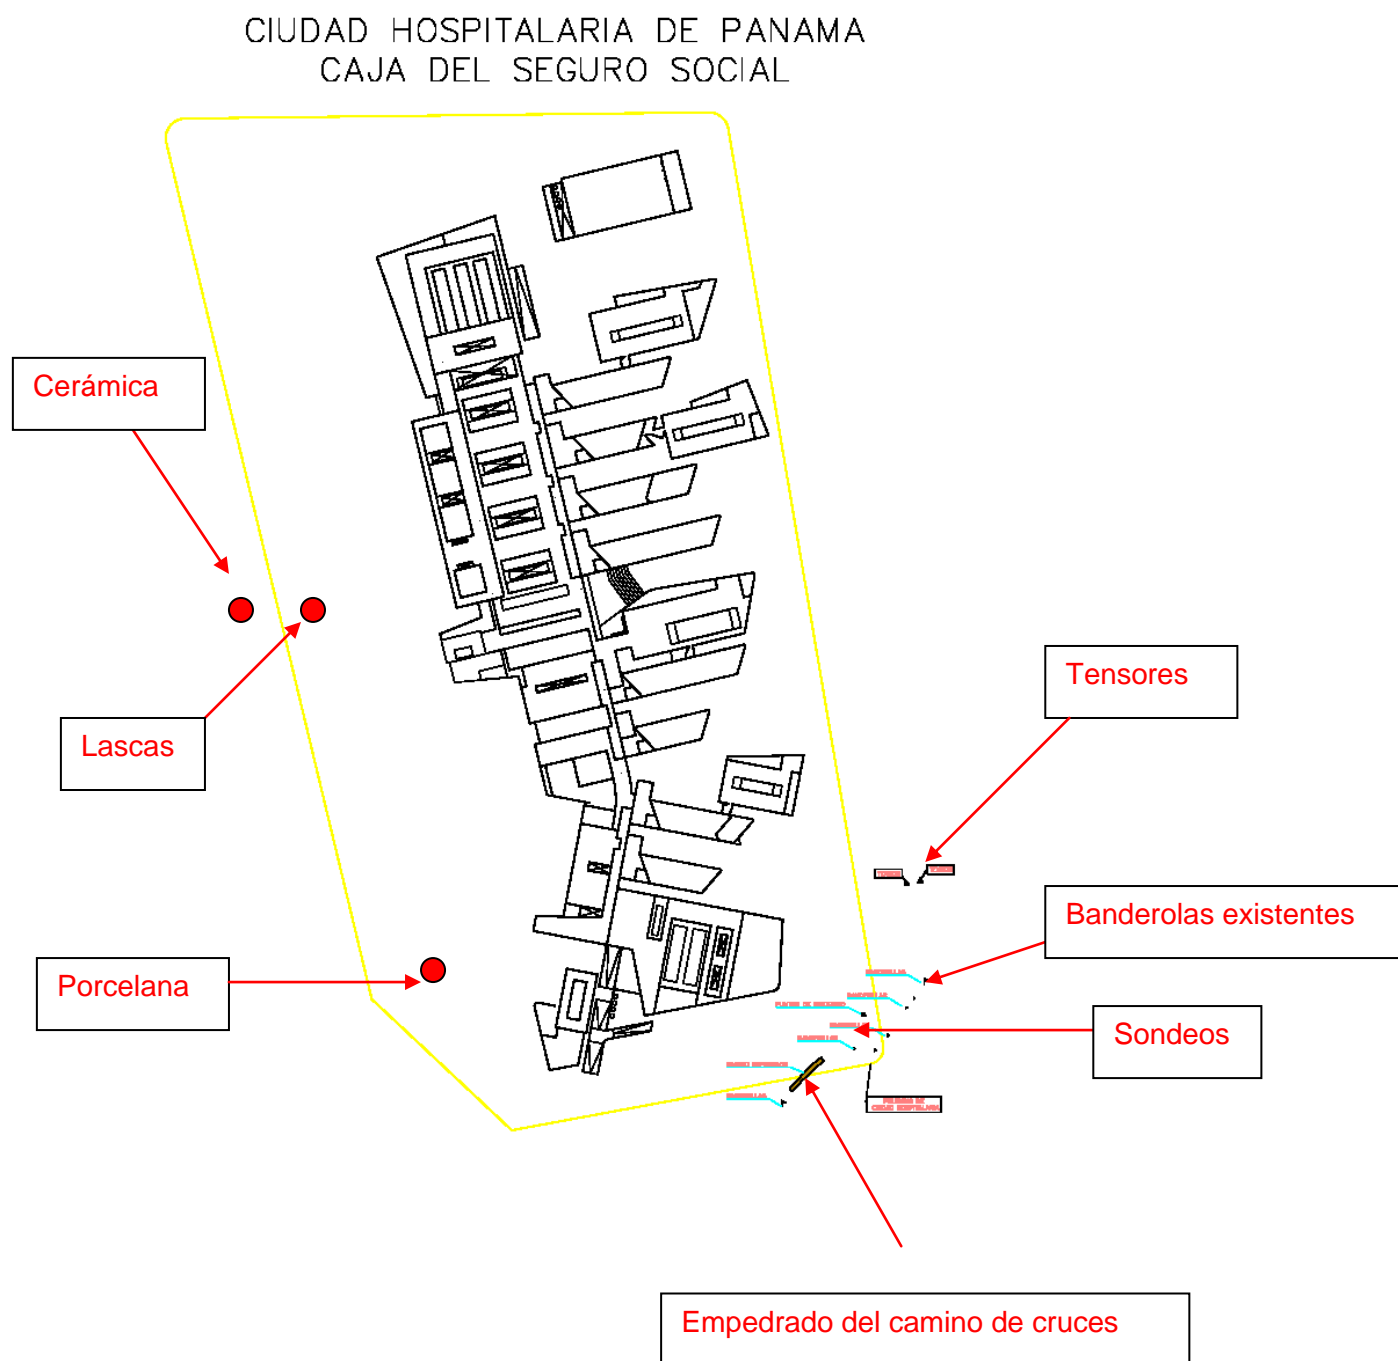 CIUDAD HOSPITALARIA DE PANAMA
CAJA DEL SEGURO SOCIAL
Cerámica
Lascas
Tensores
Banderolas existentes
Porcelana
Sondeos
Empedrado del camino de cruces